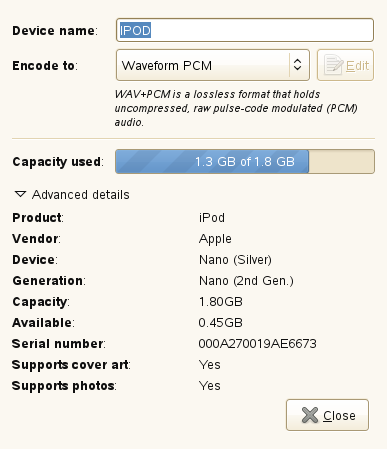 Device name: IPOD
Encode to: Waveform PCM Edit
WAV+PCM is a lossless format that holds
uncompressed, raw pulse-code modulated (PCM)
audio.
Capacity used: 1.3 GB of 1.8 GB
Advanced details
Product: iPod
Vendor: Apple
Device: Nano (Silver)
Generation: Nano (2nd Gen.)
Capacity: 1.80GB
Available: 0.45GB
Serial number: 000A270019AE6673
Supports cover art: Yes
Supports photos: Yes
Close